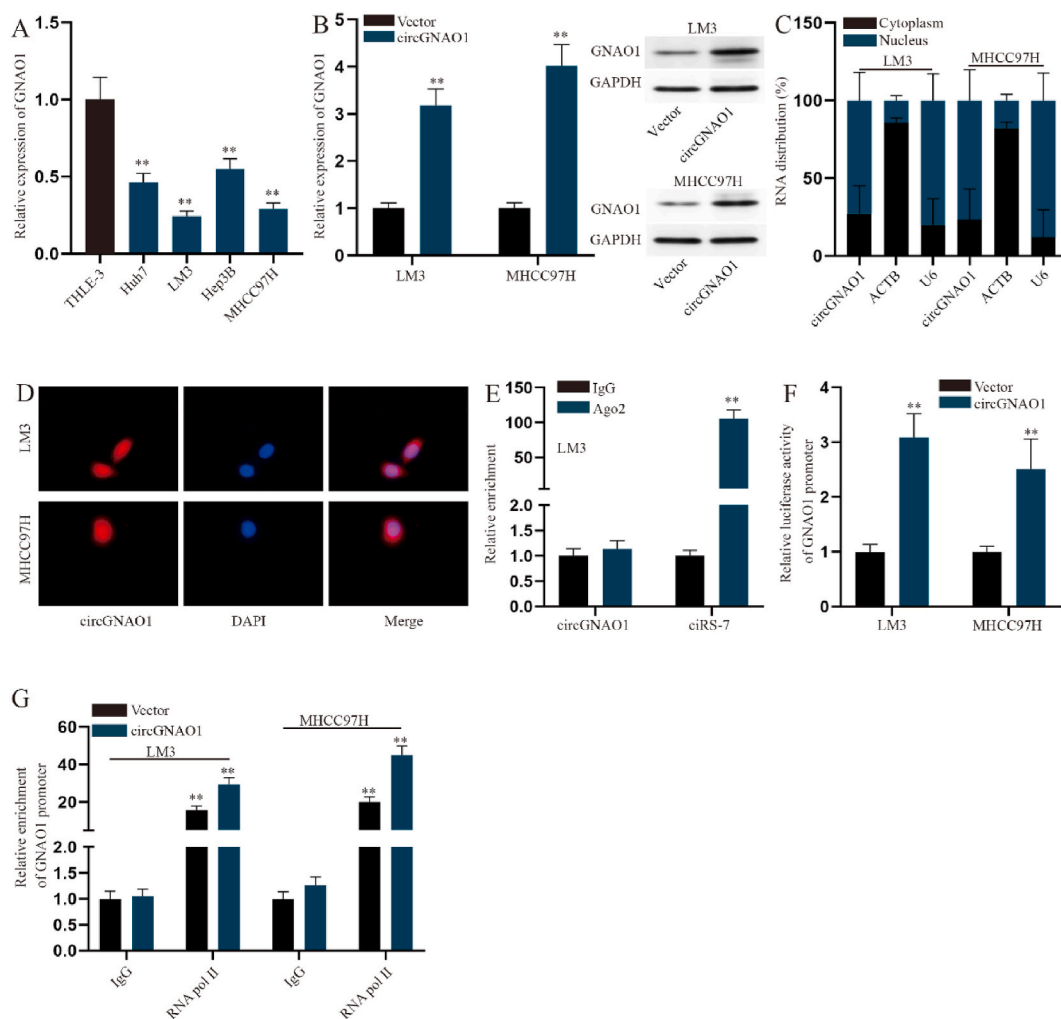 A
Relative expression of GNAO1
1.5
1.0
0.5
0.0
**
**
**
**
THLE-3
Huh7
LM3
Hep3B
MHCC97H
B
Vector
circGNAO1
Relative expression of GNAO1
5
4
3
2
1
0
**
**
LM3
MHCC97H
LM3
GNAO1
GAPDH
Vector
circGNAO1
MHCC97H
GNAO1
GAPDH
Vector
circGNAO1
C
Cytoplasm
Nucleus
RNA distribution (%)
150
100
50
0
LM3
MHCC97H
circGNAO1
ACTB
U6
circGNAO1
ACTB
U6
D
LM3
MHCC97H
circGNAO1
DAPI
Merge
E
IgG
Ago2
LM3
Relative enrichment
150
125
100
75
50
2.0
1.5
1.0
0.5
0.0
**
circGNAO1
ciRS-7
F
Vector
circGNAO1
Relative luciferase activity
of GNAO1 promoter
4
3
2
1
0
**
**
LM3
MHCC97H
G
Vector
circGNAO1
Relative enrichment
of GNAO1 promoter
60
40
20
2.0
1.5
1.0
0.5
0.0
LM3
MHCC97H
**
**
**
**
IgG
RNA pol II
IgG
RNA pol II